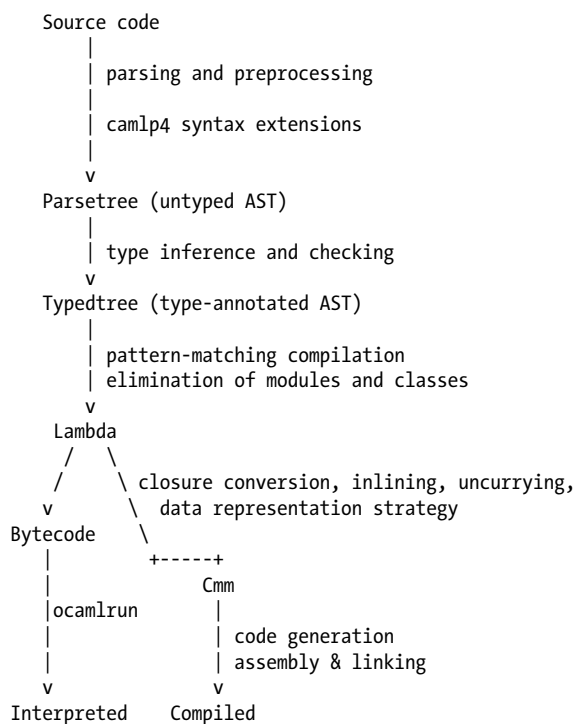 Source code
|
| parsing and preprocessing
|
| camlp4 syntax extensions
|
v
Parsetree (untyped AST)
|
| type inference and checking
v
Typedtree (type-annotated AST)
|
| pattern-matching compilation
| elimination of modules and classes
v
Lambda
/ \
/ \ closure conversion, inlining, uncurrying,
v \ data representation strategy
Bytecode \
| +-----+
| Cmm
|ocamlrun |
| | code generation
| | assembly & linking
v v
Interpreted Compiled